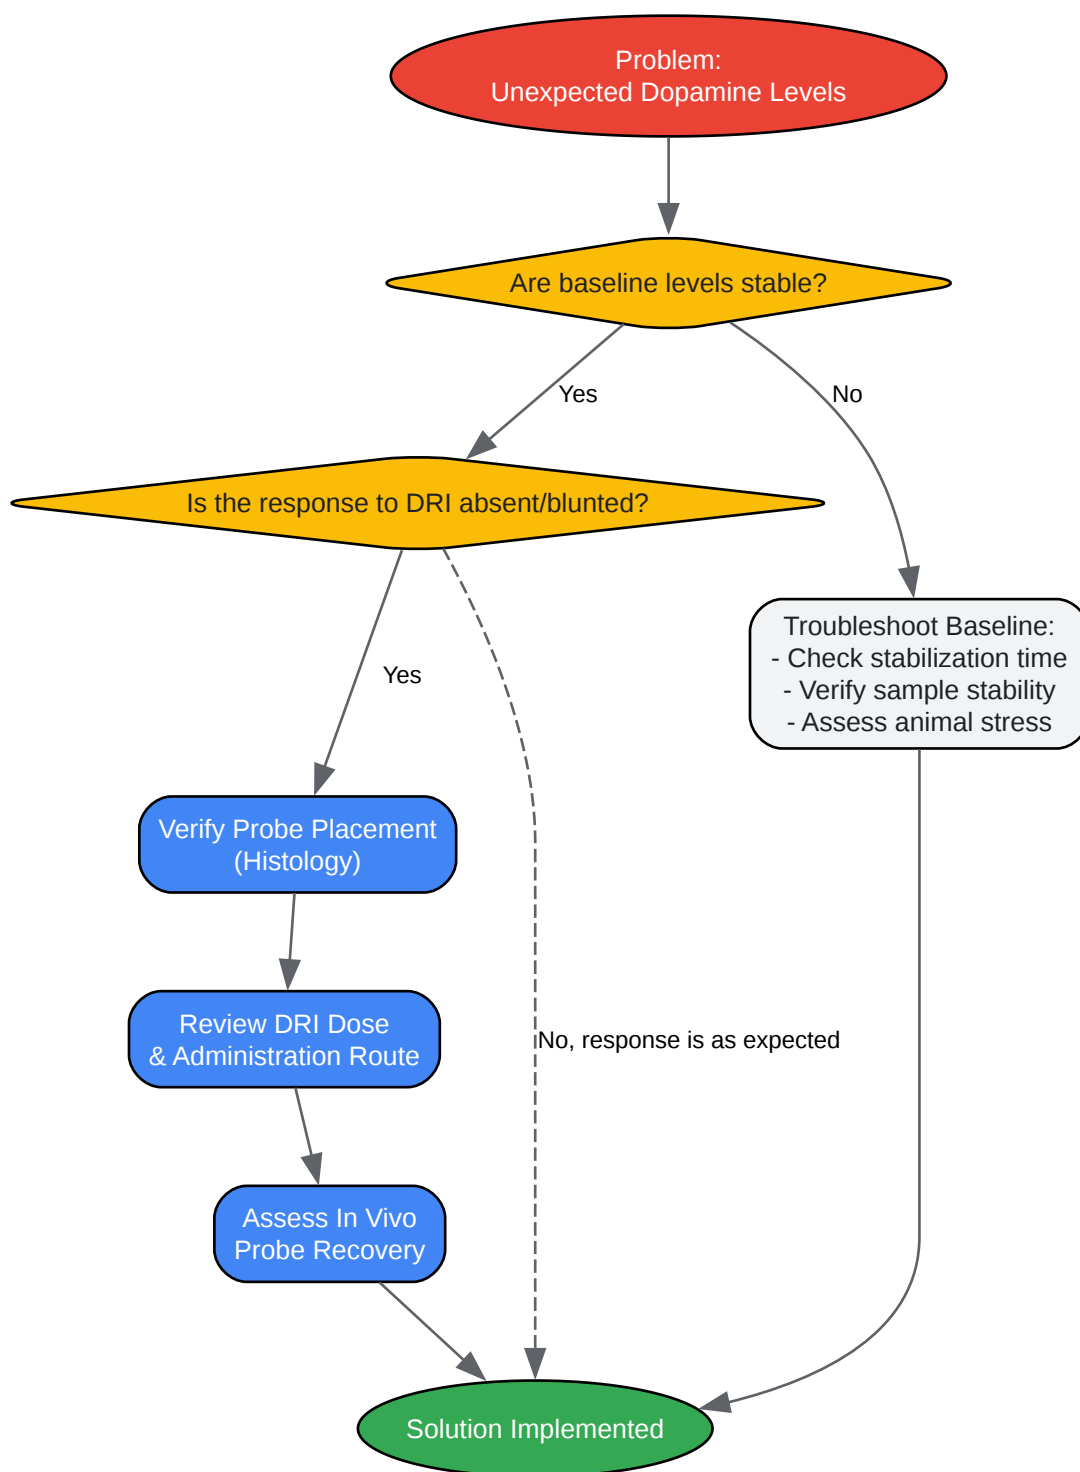 Problem:
Unexpected Dopamine Levels
Are baseline levels stable?
Yes
No
Is the response to DRI absent/blunted?
Troubleshoot Baseline:
- Check stabilization time
- Verify sample stability
- Assess animal stress
Yes
Verify Probe Placement
(Histology)
Review DRI Dose
& Administration Route
No, response is as expected
Assess In Vivo
Probe Recovery
Solution Implemented